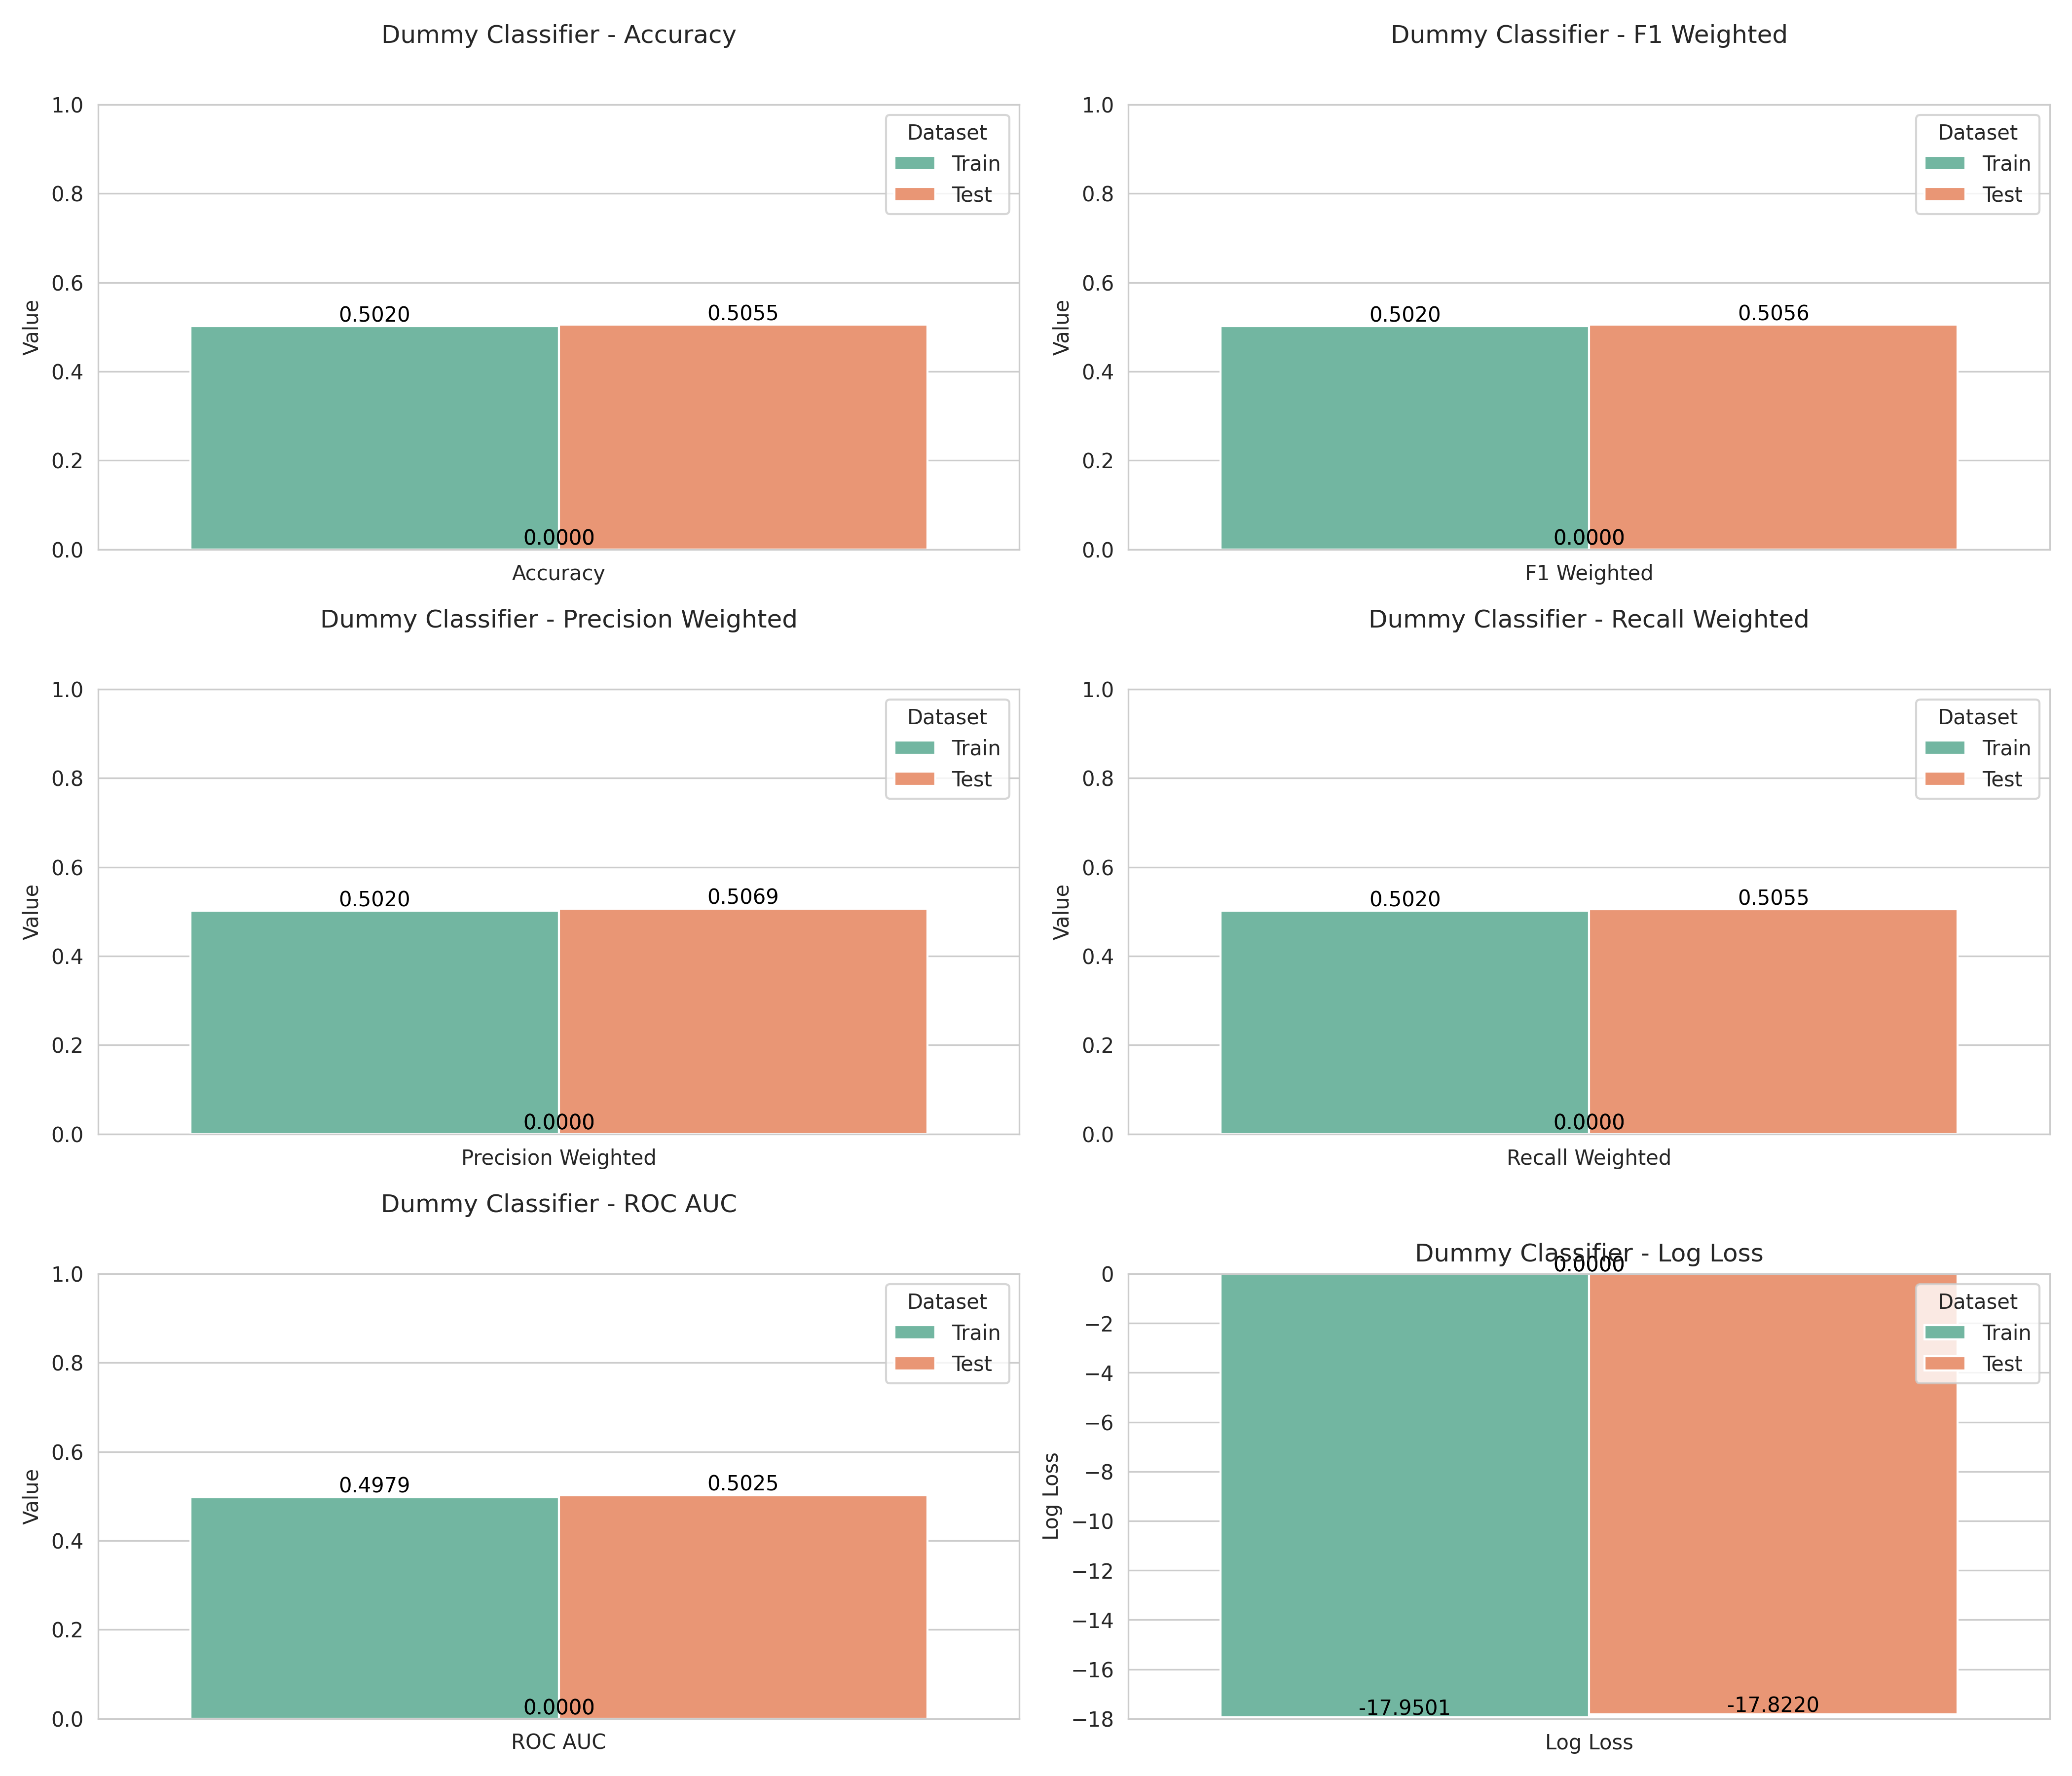 Dummy Classifier - Accuracy
1.0
0.8
0.6
0.4
0.2
0.0
Value
Dataset
Train
Test
0.5020
0.5055
0.0000
Accuracy
Dummy Classifier - F1 Weighted
1.0
0.8
0.6
0.4
0.2
0.0
Value
Dataset
Train
Test
0.5020
0.5056
0.0000
F1 Weighted
Dummy Classifier - Precision Weighted
1.0
0.8
0.6
0.4
0.2
0.0
Value
Dataset
Train
Test
0.5020
0.5069
0.0000
Precision Weighted
Dummy Classifier - Recall Weighted
1.0
0.8
0.6
0.4
0.2
0.0
Value
Dataset
Train
Test
0.5020
0.5055
0.0000
Recall Weighted
Dummy Classifier - ROC AUC
1.0
0.8
0.6
0.4
0.2
0.0
Value
Dataset
Train
Test
0.4979
0.5025
0.0000
ROC AUC
Dummy Classifier - Log Loss
0.0000
0
−2
−4
−6
−8
−10
−12
−14
−16
−18
Log Loss
Dataset
Train
Test
-17.9501
-17.8220
Log Loss